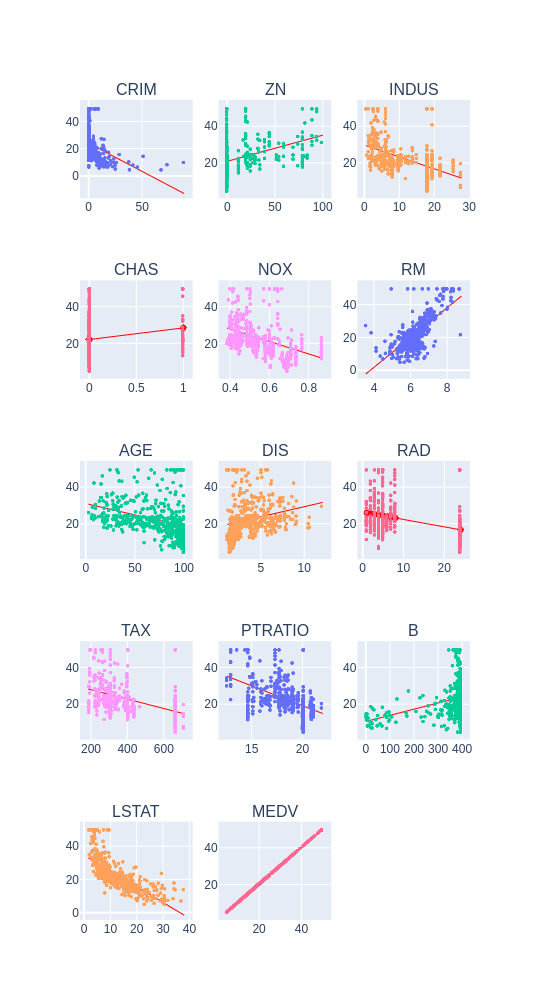 CRIM ZN INDUS
40 20 0 40 20 40 20
0 50 0 50 100 0 10 20 30
CHAS NOX RM
40 20 40 20 40 20 0
0 0.5 1 0.4 0.6 0.8 4 6 8
AGE DIS RAD
40 20 40 20 40 20
0 50 100 5 10 0 10 20
TAX PTRATIO B
40 20 40 20 40 20
200 400 600 15 20 0 100 200 300 400
LSTAT MEDV
40 20 0 40 20
0 10 20 30 40 20 40